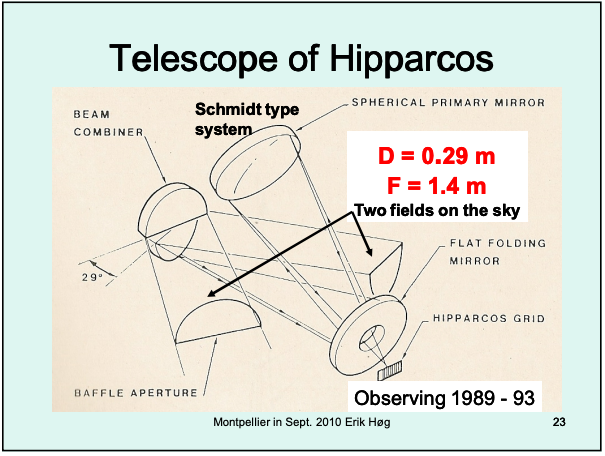 Telescope of Hipparcos
BEAM
COMBINER
Schmidt type
system
SPHERICAL PRIMARY MIRROR
D = 0.29 m
F = 1.4 m
Two fields on the sky
FLAT FOLDING
MIRROR
29°
HIPPARCOS GRID
BAFFLE APERTURE
Observing 1989 - 93
Montpellier in Sept. 2010 Erik Høg
23